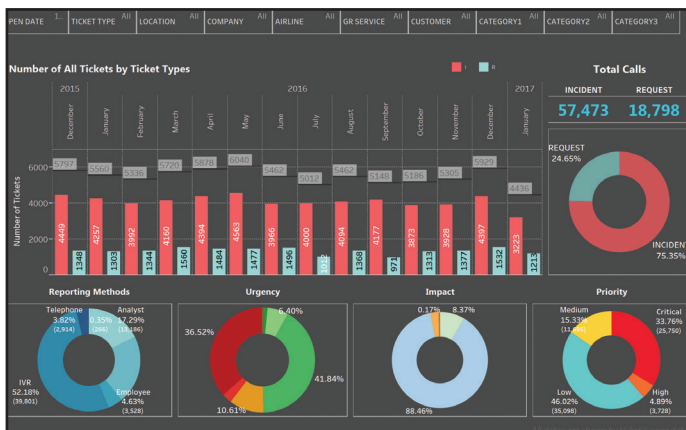 PEN DATE 1... TICKET TYPE All LOCATION All COMPANY All AIRLINE All GR SERVICE All CUSTOMER All CATEGORY1 All CATEGORY2 All CATEGORY3 All
Number of All Tickets by Ticket Types
I R
Total Calls
2015 2016 2017
INCIDENT REQUEST
57,473 18,798
December January February March April May June July August September October November December January
5797 5560 5336 5720 5878 6040 5462 5012 5462 5148 5186 5305 5929 4436
Number of Tickets
6000
4000
2000
0
4449 1348 4257 1303 3992 1344 4160 1560 4394 1484 4563 1477 3966 1496 4000 1012 4094 1368 4177 971 3873 1313 3928 1377 4397 1532 3223 1213
REQUEST
24.65%
INCIDENT
75.35%
Reporting Methods
Telephone
3.82%
(2,914)
0.35%
(266)
Analyst
17.29%
(13,186)
IVR
52.18%
(39,801)
Employee
4.63%
(3,528)
Urgency
6.40%
36.52%
41.84%
10.61%
Impact
0.17% 8.37%
88.46%
Priority
Medium
15.33%
Critical
33.76%
(25,750)
Low
46.02%
(35,098)
High
4.89%
(3,728)